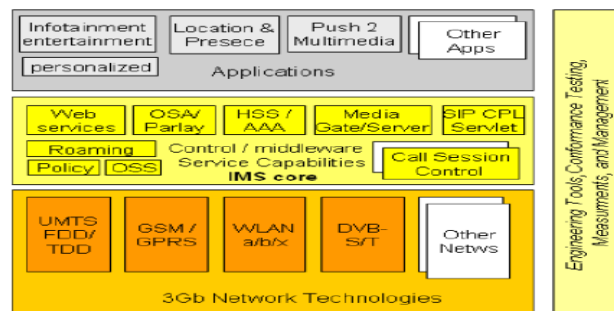 Infotainment
entertainment
Location &
Presece
Push 2
Multimedia
Other
Apps
personalized
Applications
Web
services
OSA/
Parlay
HSS /
AAA
Media
Gate/Server
SIP CPL
Servlet
Roaming
Control / middleware
Policy
OSS
Service Capabilities
IMS core
Call Session
Control
UMTS
FDD/
TDD
GSM /
GPRS
WLAN
a/b/x
DVB-
S/T
Other
Netws
3Gb Network Technologies
Engineering Tools,Conformance Testing,
Measurments, and Management